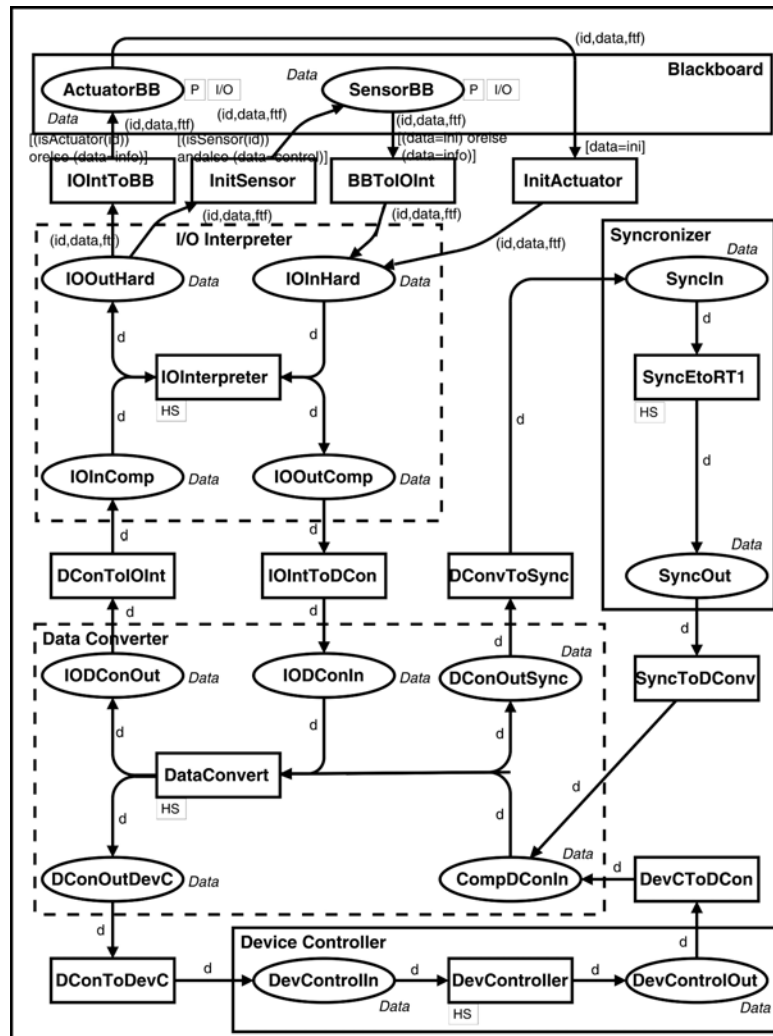 (id,data,ftf)
Blackboard
ActuatorBB
P
I/O
Data
SensorBB
P
I/O
Data
(id,data,ftf)
(id,data,ftf)
(id,data,ftf)
[(isActuator(id))
orelse (data=info)]
[(isSensor(id))
andalso (data=control)]
[(data=ini) orelse
(data=info)]
[data=ini]
IOIntToBB
InitSensor
BBToIOInt
InitActuator
(id,data,ftf)
(id,data,ftf)
(id,data,ftf)
(id,data,ftf)
I/O Interpreter
Syncronizer
IOOutHard
Data
IOInHard
Data
Data
SyncIn
d
d
d
IOInterpreter
HS
SyncEtoRT1
HS
d
d
d
d
IOInComp
Data
IOOutComp
Data
d
d
Data
DConToIOInt
IOIntToDCon
DConvToSync
SyncOut
d
d
d
d
Data Converter
IODConOut
Data
IODConIn
Data
Data
DConOutSync
SyncToDConv
d
d
d
DataConvert
HS
d
d
d
DConOutDevC
Data
Data
CompDConIn
d
DevCToDCon
d
d
Device Controller
DConToDevC
d
DevControlIn
Data
d
DevController
HS
d
DevControlOut
Data